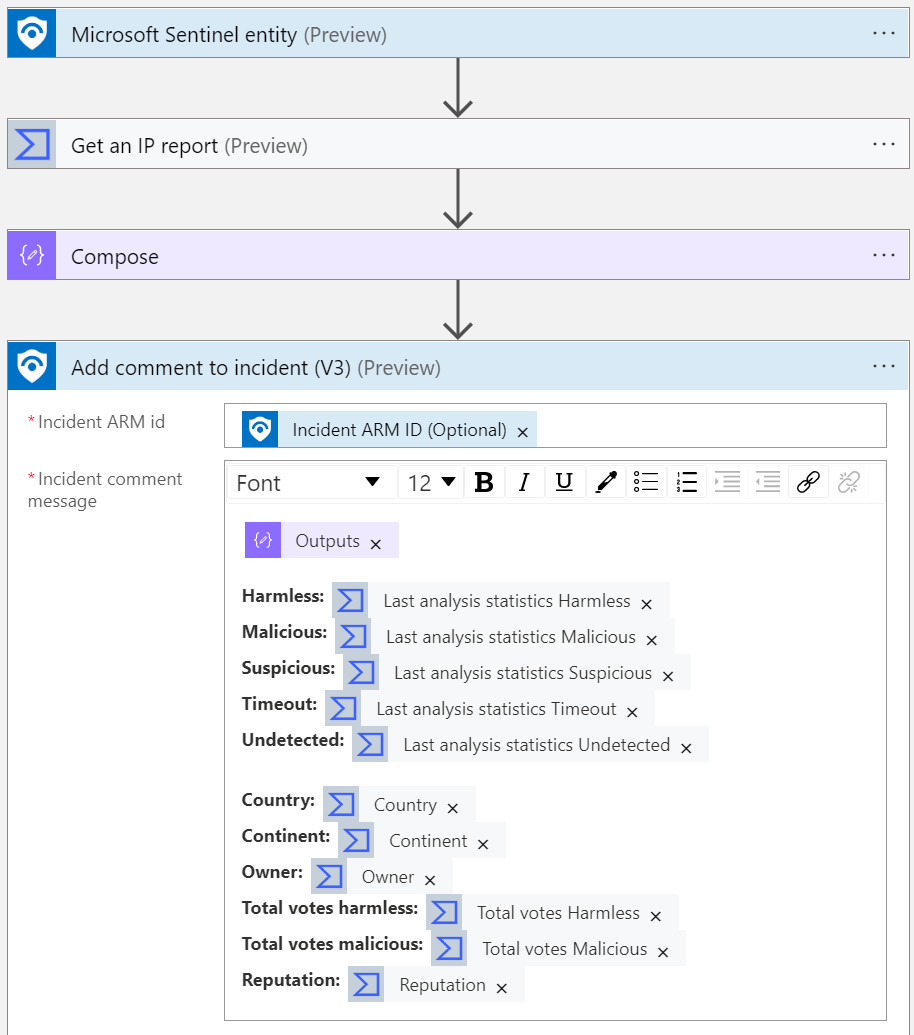 Microsoft Sentinel entity (Preview) ...
Get an IP report (Preview) ...
Compose ...
Add comment to incident (V3) (Preview) ...
* Incident ARM id
Incident ARM ID (Optional) ×
* Incident comment
message
Font 12 B I U
Outputs ×
Harmless: Last analysis statistics Harmless ×
Malicious: Last analysis statistics Malicious ×
Suspicious: Last analysis statistics Suspicious ×
Timeout: Last analysis statistics Timeout ×
Undetected: Last analysis statistics Undetected ×
Country: Country ×
Continent: Continent ×
Owner: Owner ×
Total votes harmless: Total votes Harmless ×
Total votes malicious: Total votes Malicious ×
Reputation: Reputation ×